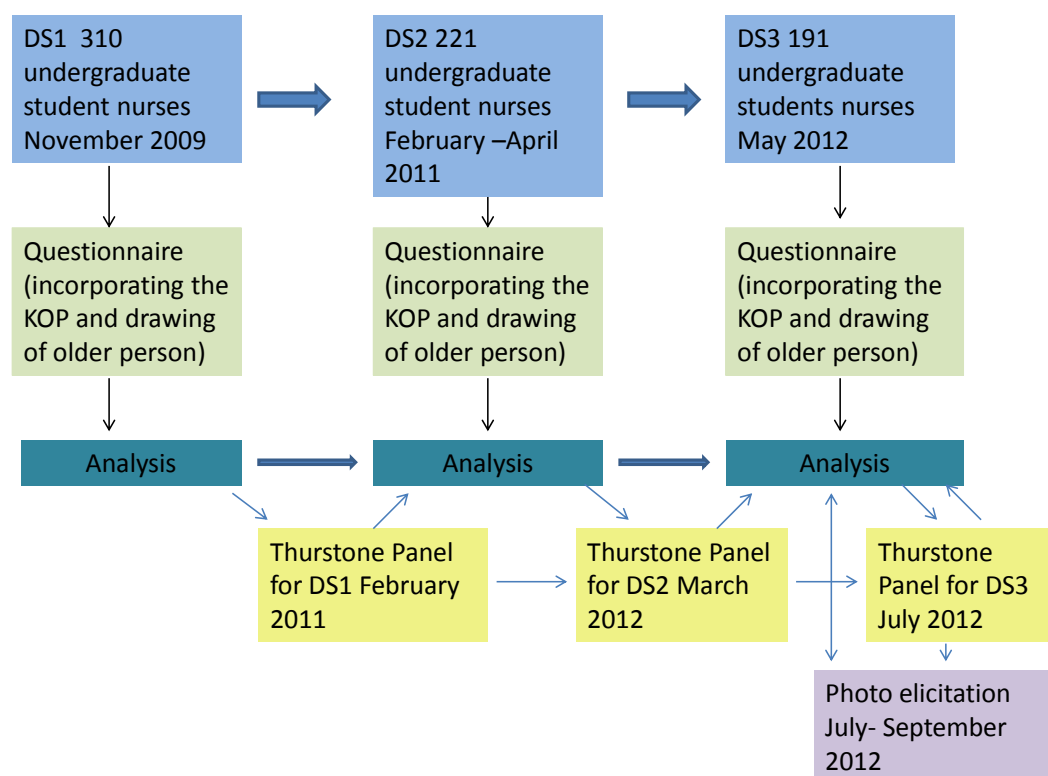 DS1  310
undergraduate
student nurses
November 2009
DS2 221
undergraduate
student nurses
February –April
2011
DS3 191
undergraduate
students nurses
May 2012
Questionnaire
(incorporating the
KOP and drawing
of older person)
Questionnaire
(incorporating the
KOP and drawing
of older person)
Questionnaire
(incorporating the
KOP and drawing
of older person)
Analysis
Analysis
Analysis
Thurstone Panel
for DS1 February
2011
Thurstone Panel
for DS2 March
2012
Thurstone
Panel for DS3
July 2012
Photo elicitation
July- September
2012